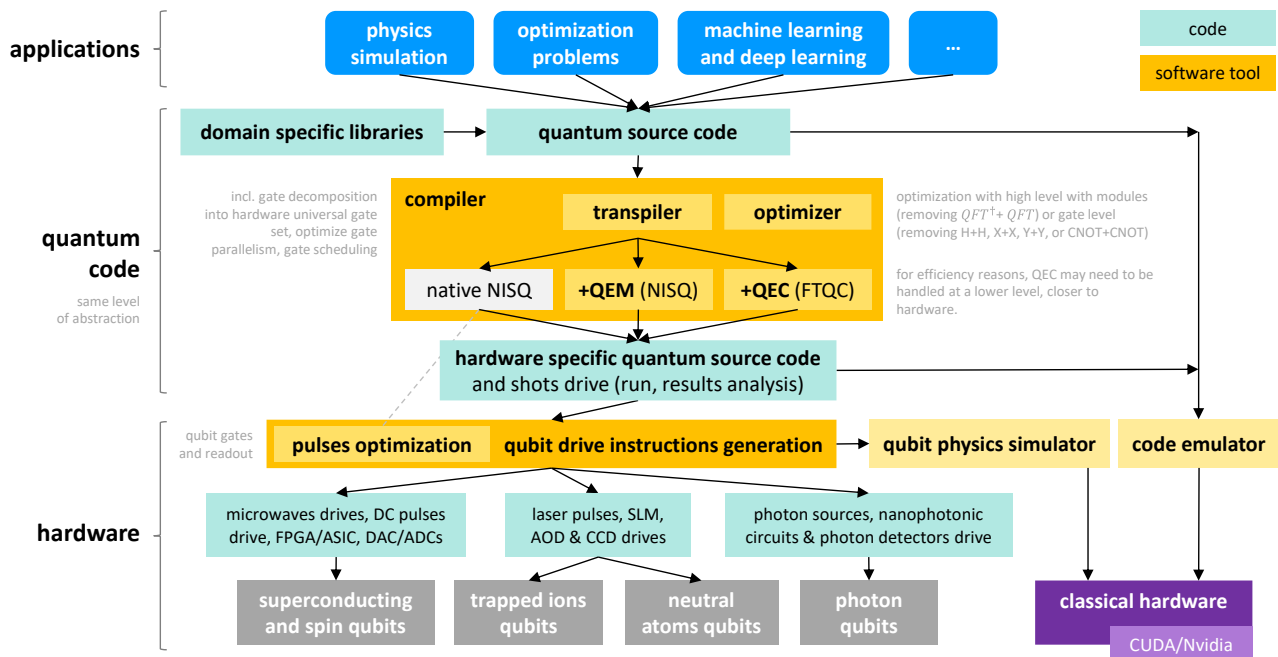 applications
physics
simulation
optimization
problems
machine learning
and deep learning
...
code
software tool
quantum
code
same level
of abstraction
domain specific libraries
quantum source code
incl. gate decomposition
into hardware universal gate
set, optimize gate
parallelism, gate scheduling
compiler
transpiler
optimizer
optimization with high level with modules
(removing QFT†+ QFT) or gate level
(removing H+H, X+X, Y+Y, or CNOT+CNOT)
native NISQ
+QEM (NISQ)
+QEC (FTQC)
for efficiency reasons, QEC may need to be
handled at a lower level, closer to
hardware.
hardware specific quantum source code
and shots drive (run, results analysis)
hardware
qubit gates
and readout
pulses optimization
qubit drive instructions generation
qubit physics simulator
code emulator
microwaves drives, DC pulses
drive, FPGA/ASIC, DAC/ADCs
laser pulses, SLM,
AOD & CCD drives
photon sources, nanophotonic
circuits & photon detectors drive
superconducting
and spin qubits
trapped ions
qubits
neutral
atoms qubits
photon
qubits
classical hardware
CUDA/Nvidia